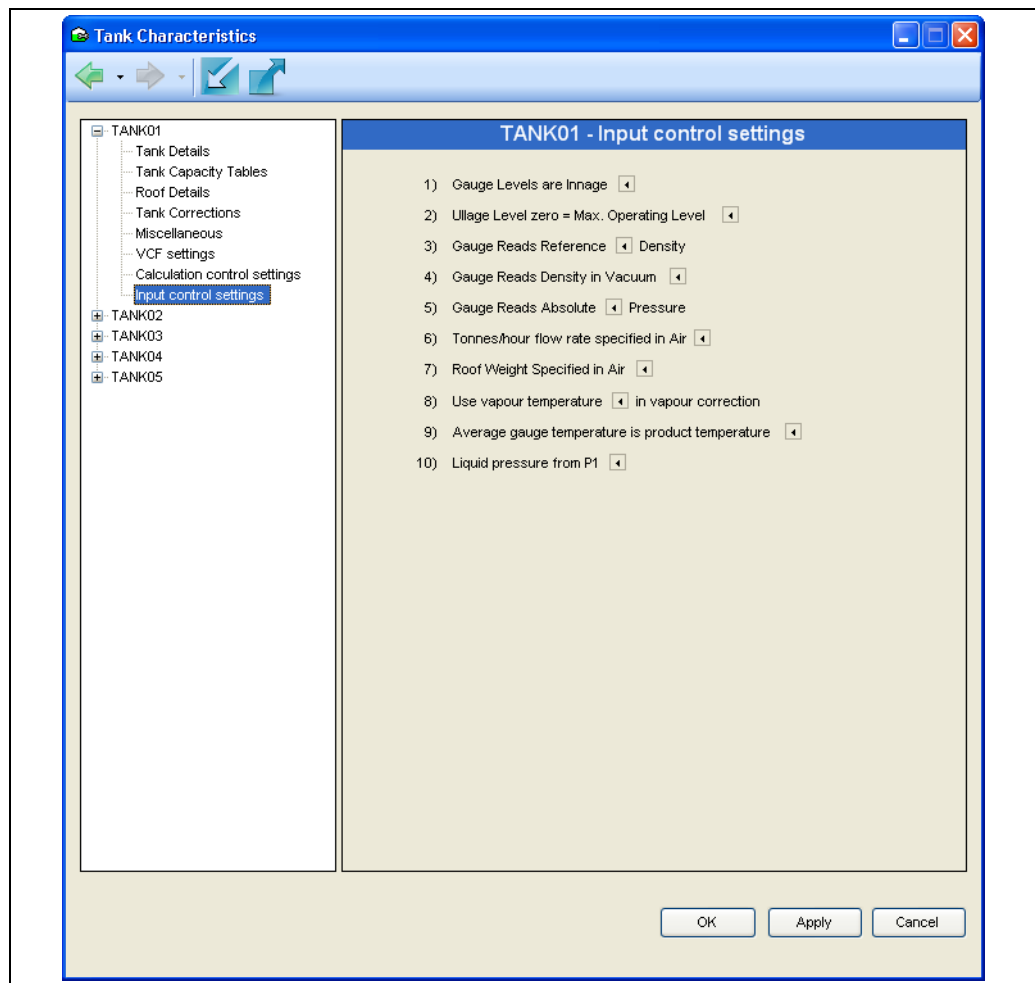 Tank Characteristics
TANK01
Tank Details
Tank Capacity Tables
Roof Details
Tank Corrections
Miscellaneous
VCF settings
Calculation control settings
Input control settings
TANK02
TANK03
TANK04
TANK05
TANK01 - Input control settings
1) Gauge Levels are Innage
2) Ullage Level zero = Max. Operating Level
3) Gauge Reads Reference Density
4) Gauge Reads Density in Vacuum
5) Gauge Reads Absolute Pressure
6) Tonnes/hour flow rate specified in Air
7) Roof Weight Specified in Air
8) Use vapour temperature in vapour correction
9) Average gauge temperature is product temperature
10) Liquid pressure from P1
OK Apply Cancel